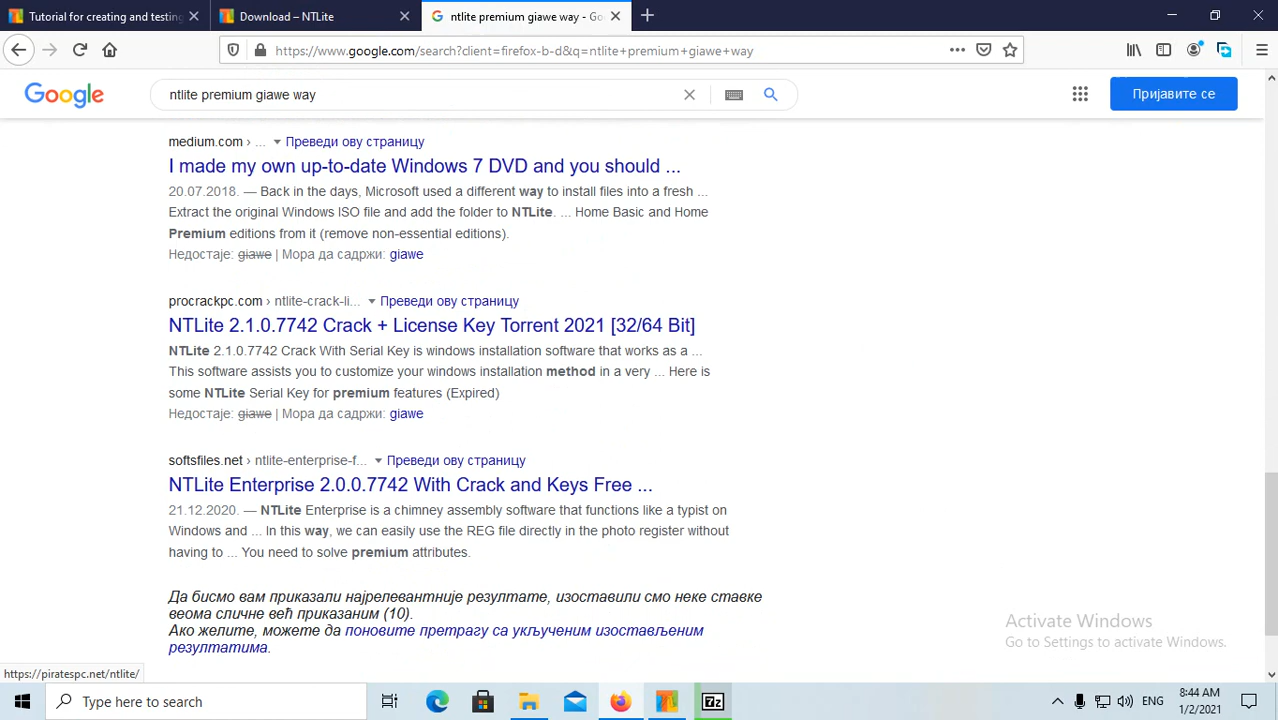 Tutorial for creating and testing
Download – NTLite
ntlite premium giawe way - Go
https://www.google.com/search?client=firefox-b-d&q=ntlite+premium+giawe+way
Google
ntlite premium giawe way
Пријавите се
medium.com › ... Преведи ову страницу
I made my own up-to-date Windows 7 DVD and you should ...
20.07.2018. — Back in the days, Microsoft used a different way to install files into a fresh ...
Extract the original Windows ISO file and add the folder to NTLite. ... Home Basic and Home
Premium editions from it (remove non-essential editions).
Недостаје: giawe | Мора да садржи: giawe
procrackpc.com › ntlite-crack-li... Преведи ову страницу
NTLite 2.1.0.7742 Crack + License Key Torrent 2021 [32/64 Bit]
NTLite 2.1.0.7742 Crack With Serial Key is windows installation software that works as a ...
This software assists you to customize your windows installation method in a very ... Here is
some NTLite Serial Key for premium features (Expired)
Недостаје: giawe | Мора да садржи: giawe
softsfiles.net › ntlite-enterprise-f... Преведи ову страницу
NTLite Enterprise 2.0.0.7742 With Crack and Keys Free ...
21.12.2020. — NTLite Enterprise is a chimney assembly software that functions like a typist on
Windows and ... In this way, we can easily use the REG file directly in the photo register without
having to ... You need to solve premium attributes.
Да бисмо вам приказали најрелевантније резултате, изоставили смо неке ставке
веома сличне већ приказаним (10).
Ако желите, можете да поновите претрагу са укљученим изостављеним
резултатима.
Activate Windows
Go to Settings to activate Windows.
https://piratespc.net/ntlite/
Type here to search
7z
ENG
8:44 AM
1/2/2021